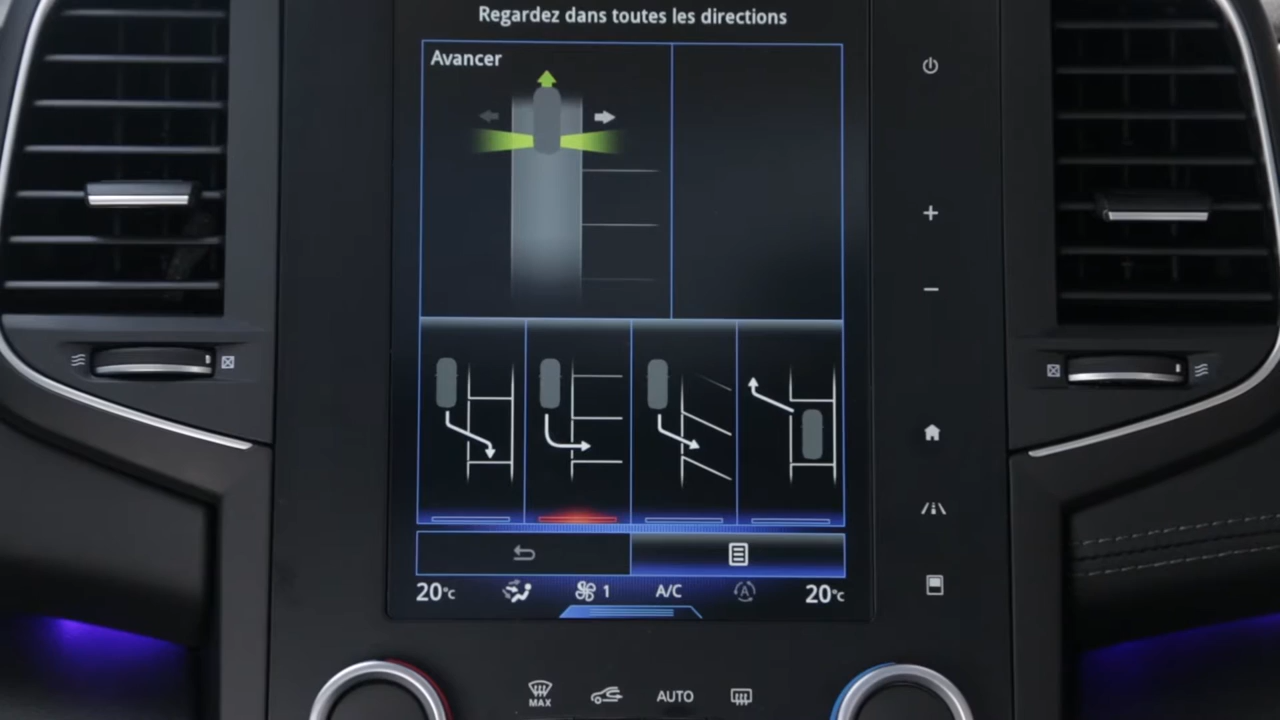 Regardez dans toutes les directions
Avancer
20°C
1
A/C
A
20°C
MAX
AUTO